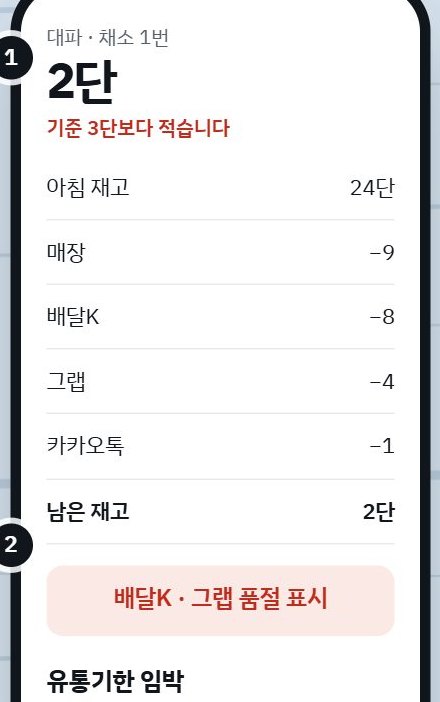 대파 · 채소 1번
1
2단
기준 3단보다 적습니다
아침 재고 24단
매장 −9
배달K −8
그랩 −4
카카오톡 −1
남은 재고 2단
2
배달K · 그랩 품절 표시
유통기한 임박